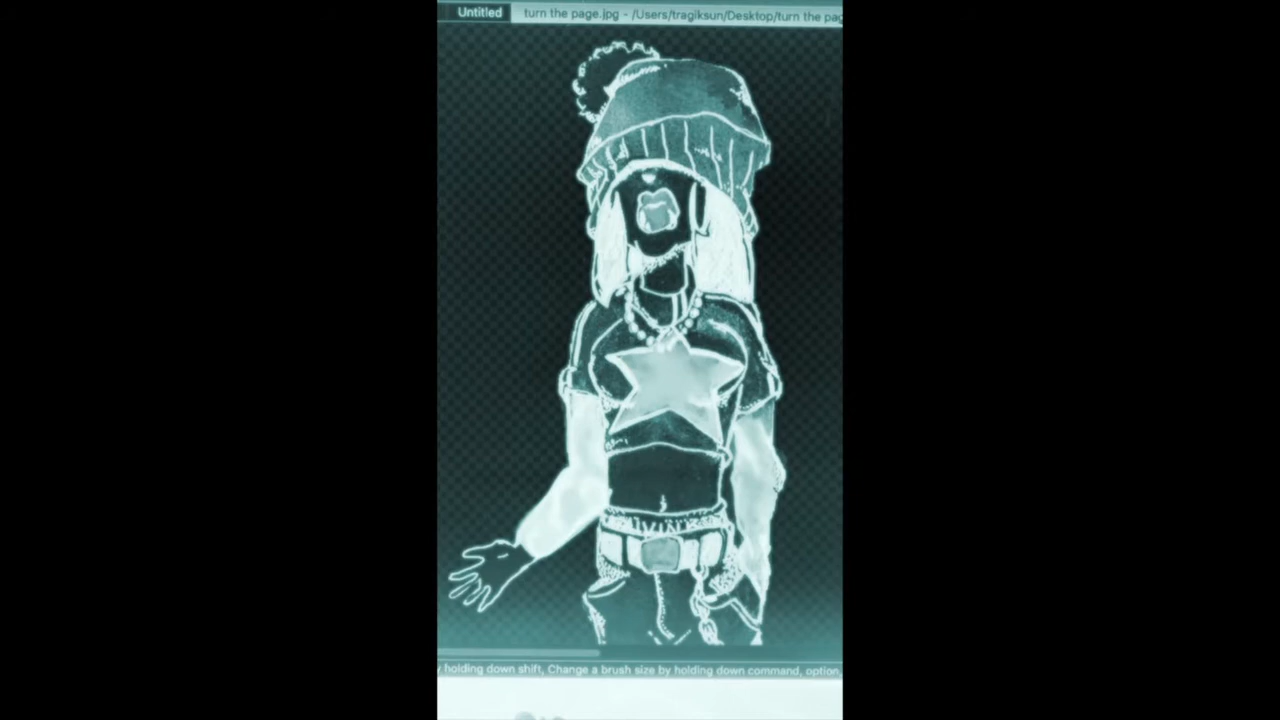 Untitled turn the page.jpg - /Users/tragiksun/Desktop/turn the pag
holding down shift, Change a brush size by holding down command, option,